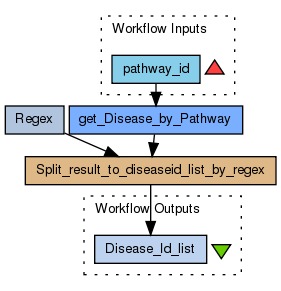 Workflow Inputs
pathway_id
Regex
get_Disease_by_Pathway
Split_result_to_diseaseid_list_by_regex
Workflow Outputs
Disease_Id_list